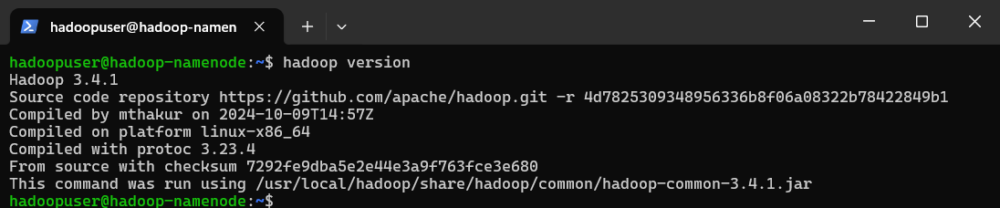 hadoopuser@hadoop-namen
hadoopuser@hadoop-namenode:~$ hadoop version
Hadoop 3.4.1
Source code repository https://github.com/apache/hadoop.git -r 4d7825309348956336b8f06a08322b78422849b1
Compiled by mthakur on 2024-10-09T14:57Z
Compiled on platform linux-x86_64
Compiled with protoc 3.23.4
From source with checksum 7292fe9dba5e2e44e3a9f763fce3e680
This command was run using /usr/local/hadoop/share/hadoop/common/hadoop-common-3.4.1.jar
hadoopuser@hadoop-namenode:~$